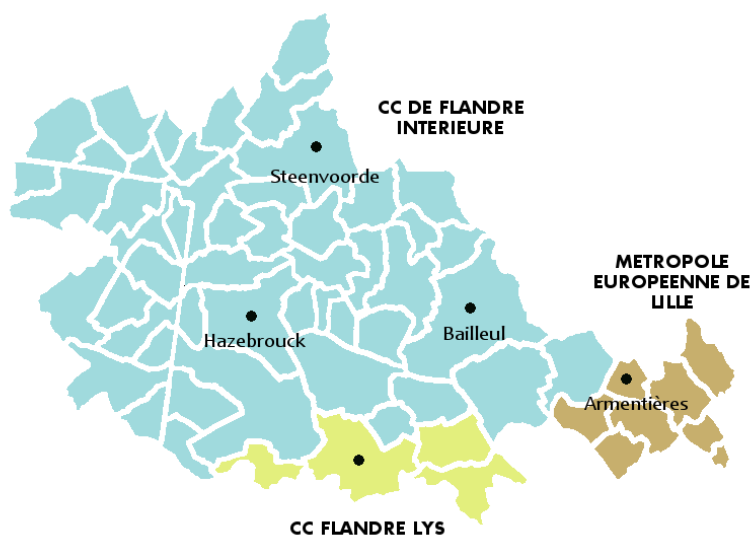 CC DE FLANDRE
INTERIEURE
Steenvoorde
METROPOLE
EUROPEENNE DE
LILLE
Hazebrouck
Bailleul
Armentières
CC FLANDRE LYS